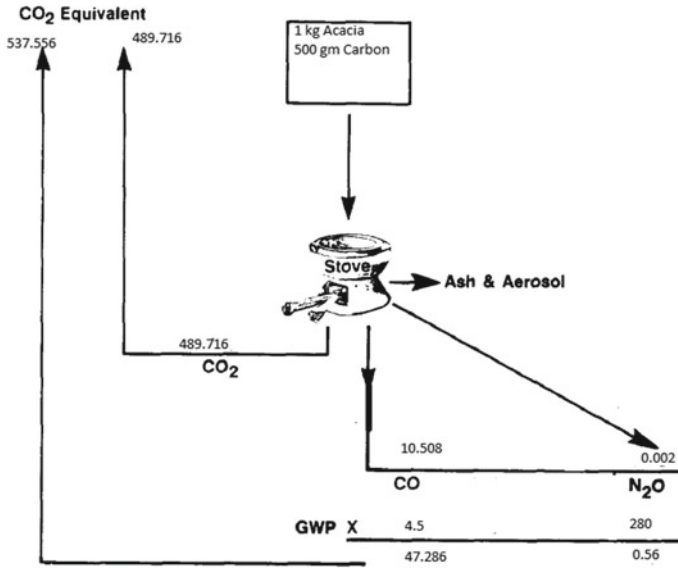 CO2 Equivalent
537.556
489.716
1 kg Acacia
500 gm Carbon
Stove
Ash & Aerosol
489.716
CO2
10.508
0.002
CO
N2O
GWP X 4.5 280
47.286 0.56